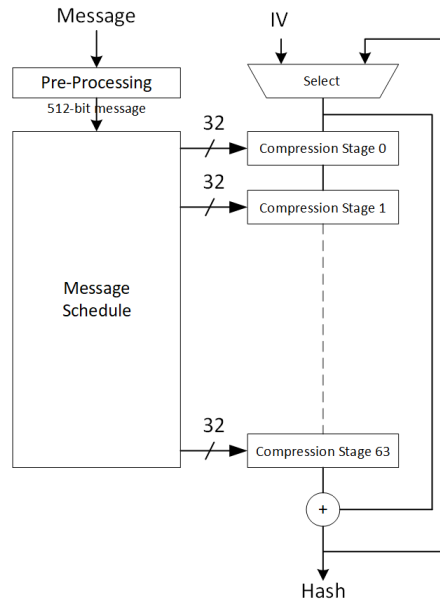 Message
IV
Pre-Processing
Select
512-bit message
32
Compression Stage 0
32
Compression Stage 1
Message
Schedule
32
Compression Stage 63
+
Hash